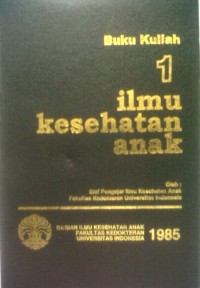 Buku Kuliah
1
ilmu
kesehatan
anak
Oleh :
Staf Pengajar Ilmu Kesehatan Anak
Fakultas Kedokteran Universitas Indonesia
BAGIAN ILMU KESEHATAN ANAK
FAKULTAS KEDOKTERAN
UNIVERSITAS INDONESIA
1985